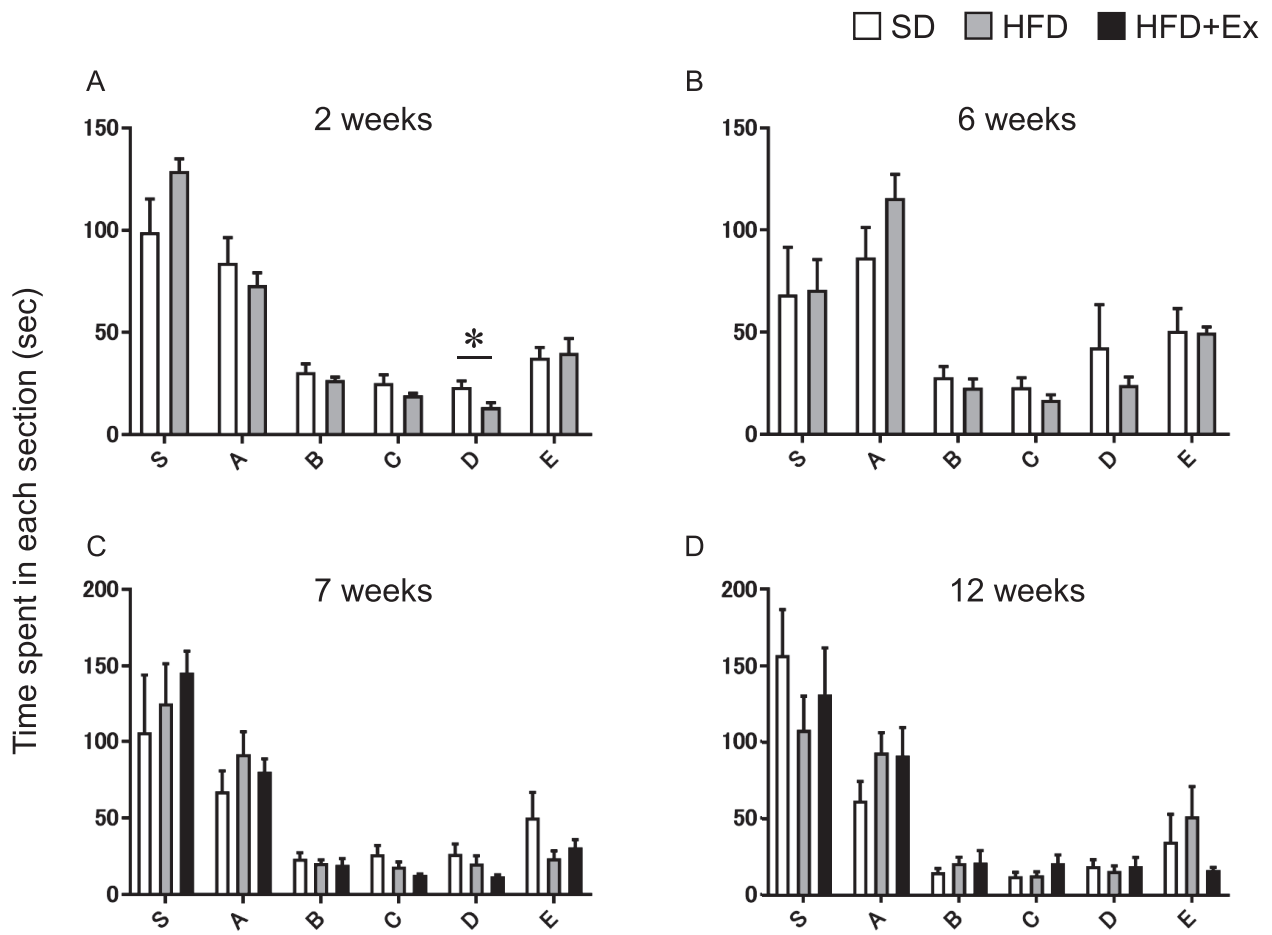 SD HFD HFD+Ex
A
2 weeks
150
100
50
0
*
S A B C D E
B
6 weeks
150
100
50
0
S A B C D E
Time spent in each section (sec)
C
7 weeks
200
150
100
50
0
S A B C D E
D
12 weeks
200
150
100
50
0
S A B C D E